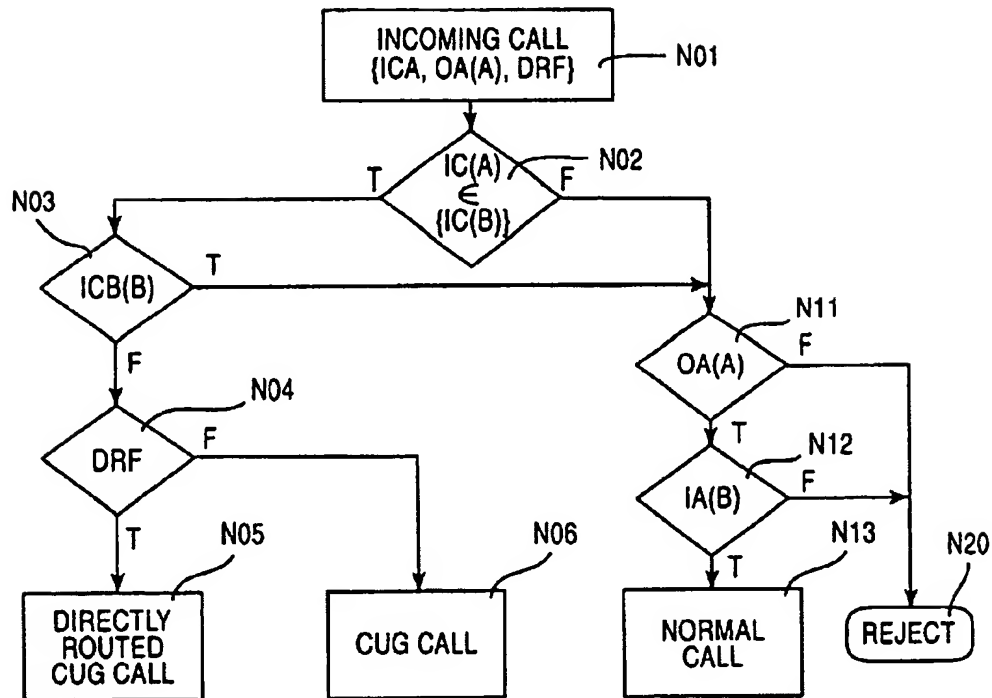 INCOMING CALL
{ICA, OA(A), DRF}
N01
IC(A)
∈
{IC(B)}
N02
T
F
N03
ICB(B)
T
F
N11
OA(A)
F
T
N04
DRF
F
T
N12
IA(B)
F
T
N05
DIRECTLY
ROUTED
CUG CALL
N06
CUG CALL
N13
NORMAL
CALL
N20
REJECT